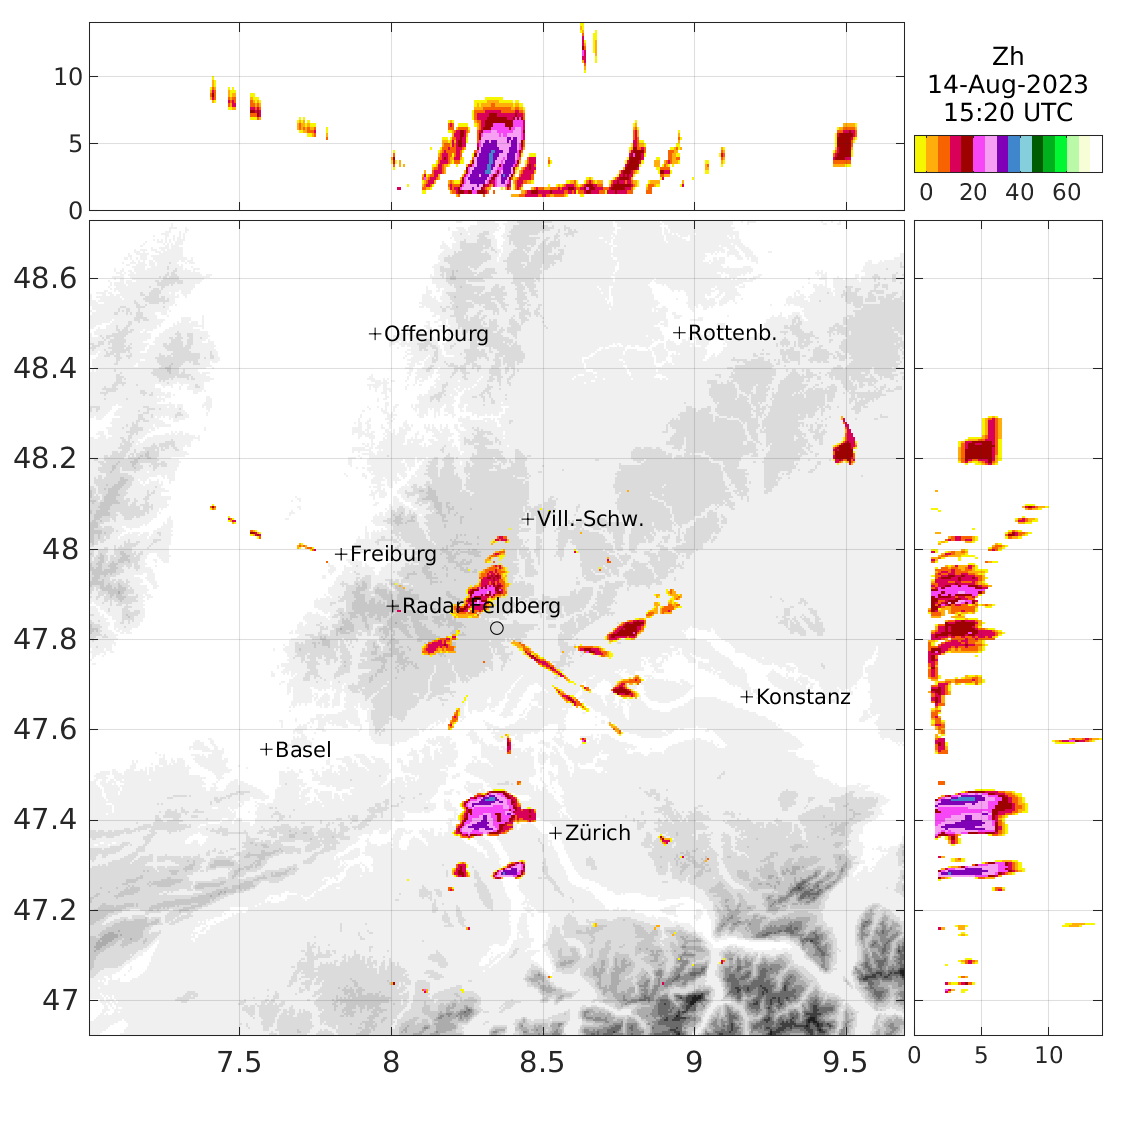 Zh
14-Aug-2023
15:20 UTC
0 20 40 60
10
5
0
48.6
48.4
48.2
48
47.8
47.6
47.4
47.2
47
+Offenburg
+Rottenb.
+Vill.-Schw.
+Freiburg
+Radar Feldberg
+Konstanz
+Basel
+Zürich
7.5 8 8.5 9 9.5
0 5 10